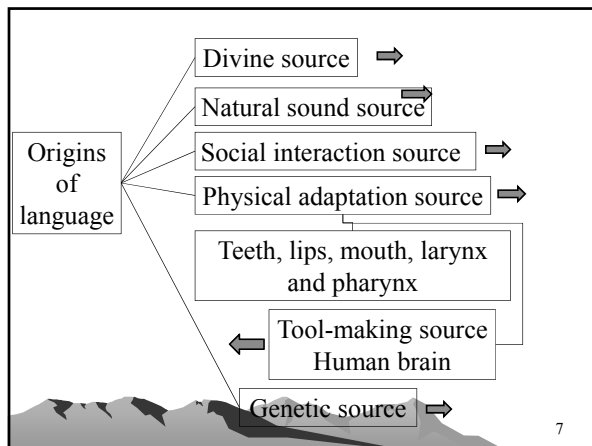 Divine source
Natural sound source
Origins
of
language
Social interaction source
Physical adaptation source
Teeth, lips, mouth, larynx
and pharynx
Tool-making source
Human brain
Genetic source
7